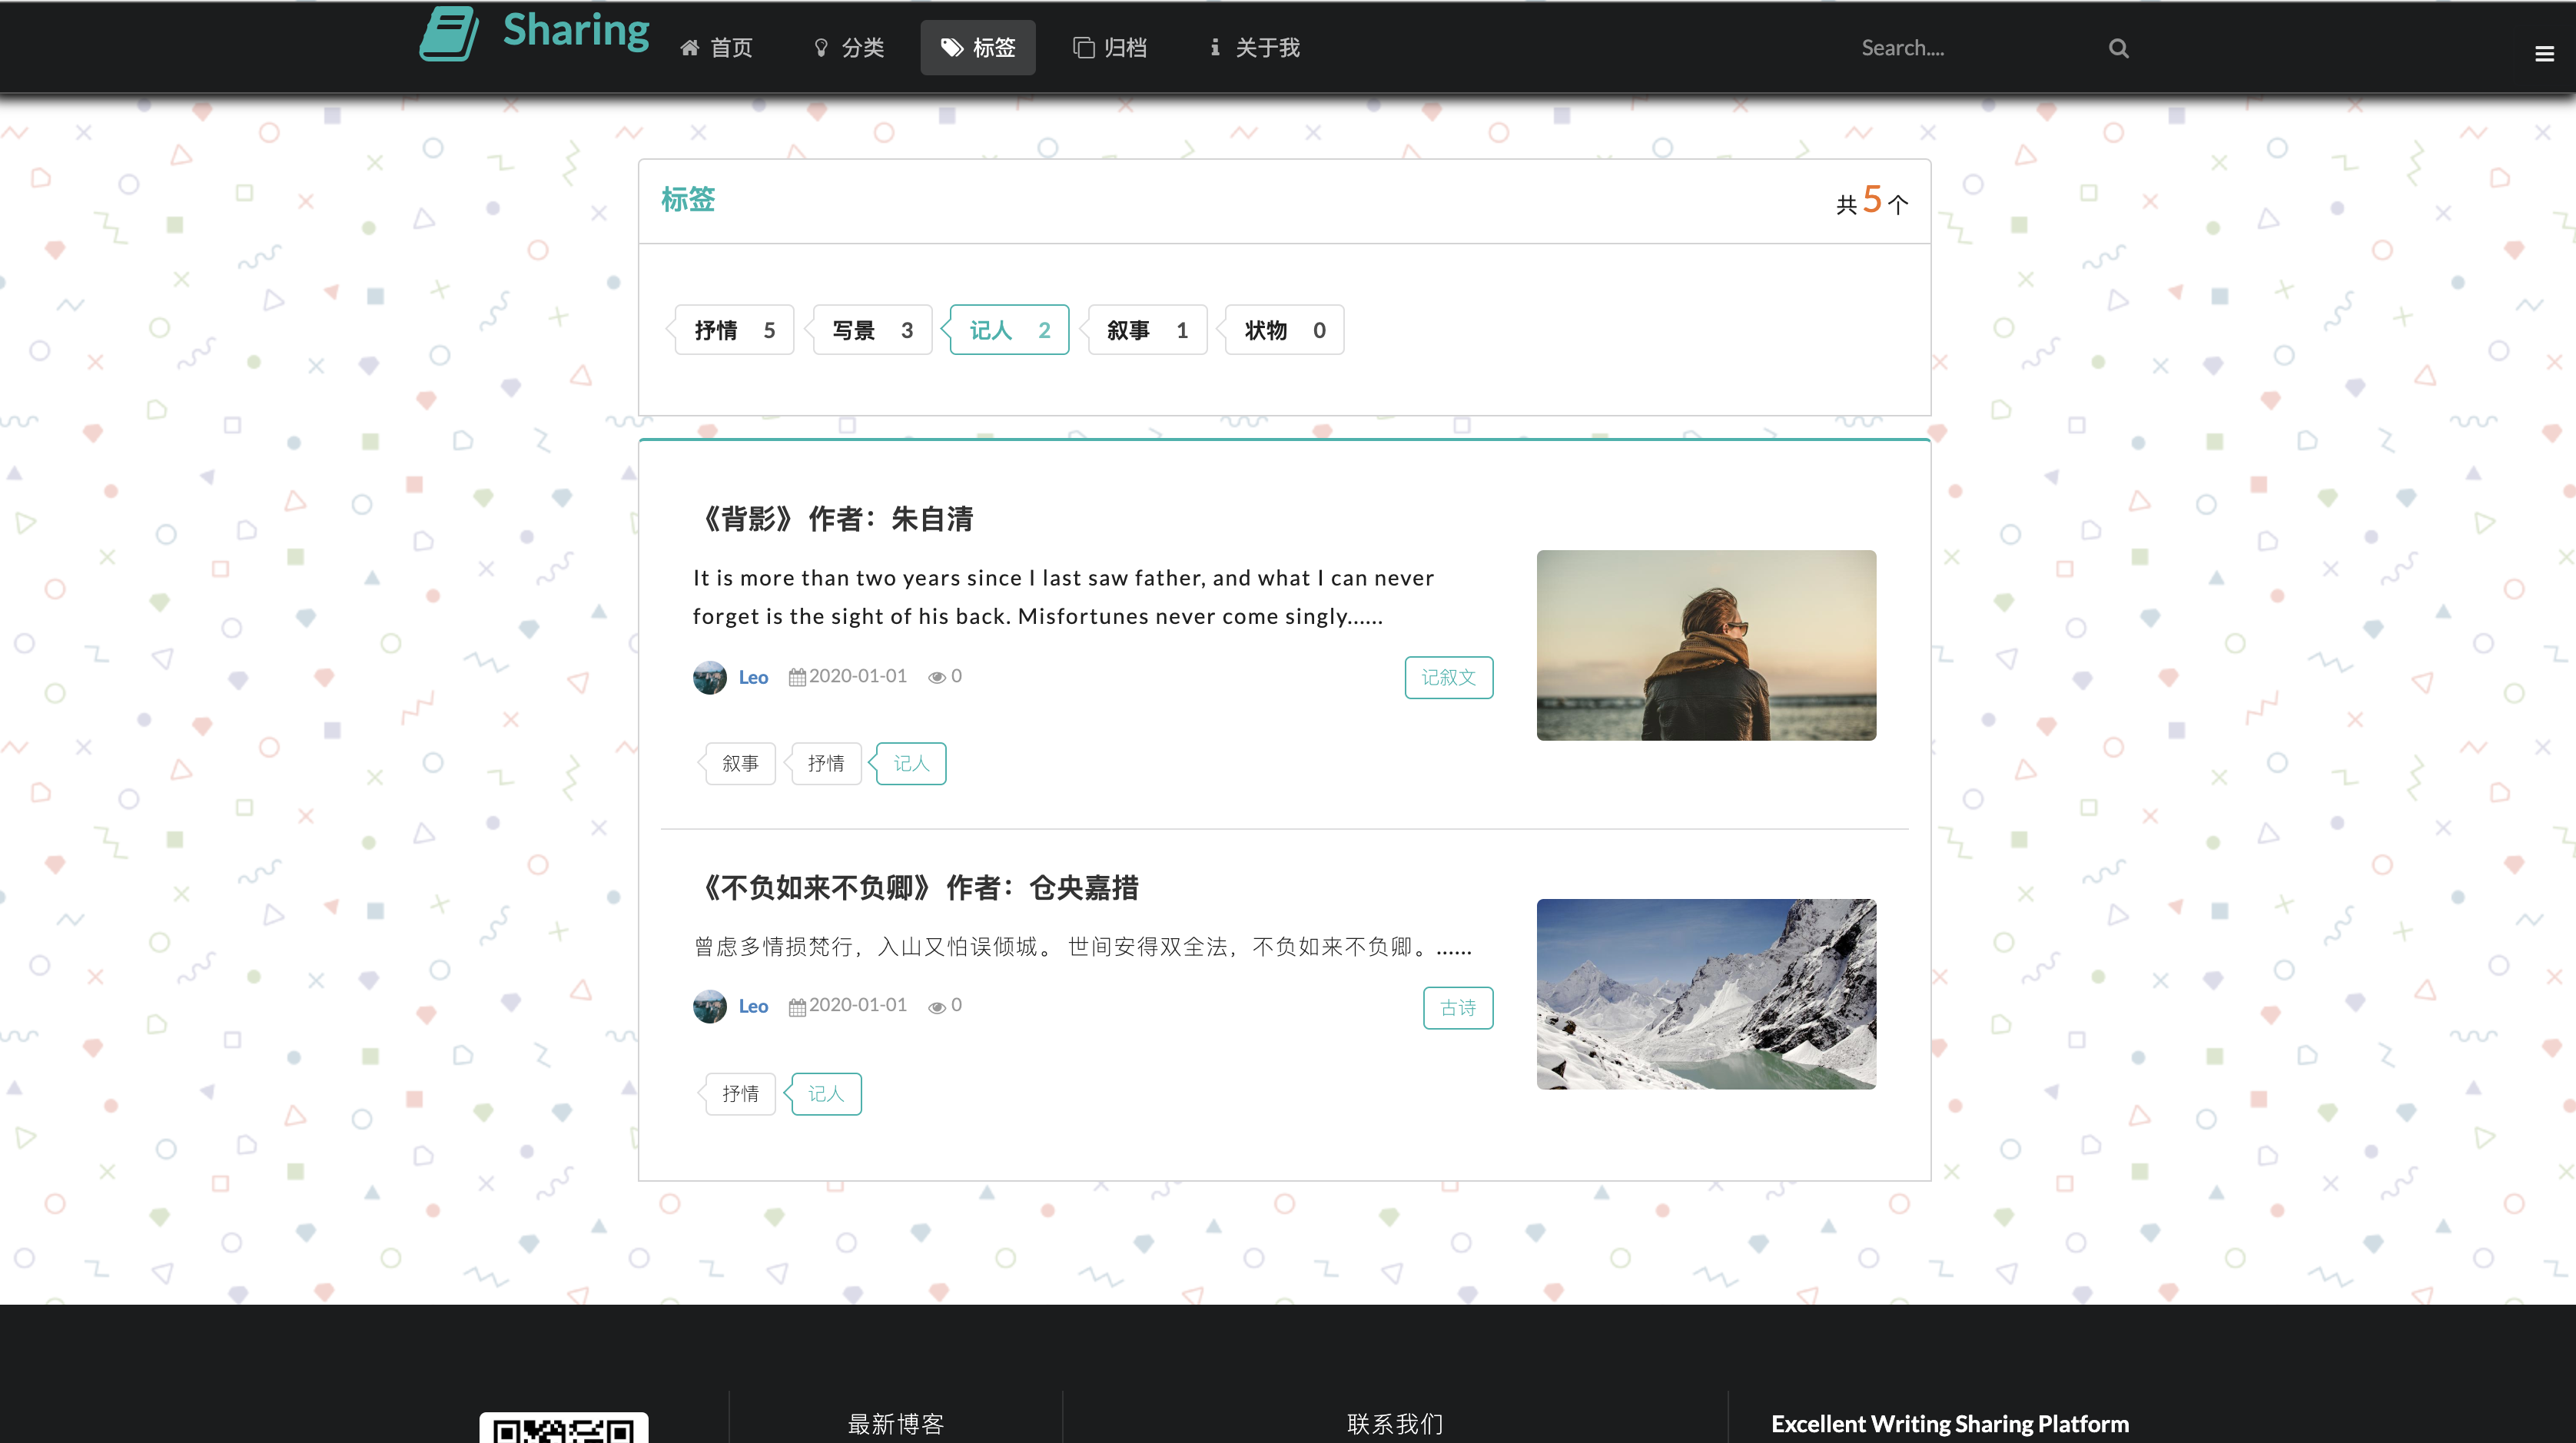 Sharing
首页
分类
标签
归档
关于我
Search....
标签
共 5 个
抒情 5
写景 3
记人 2
叙事 1
状物 0
《背影》 作者：朱自清
It is more than two years since I last saw father, and what I can never
forget is the sight of his back. Misfortunes never come singly......
Leo 2020-01-01 0
记叙文
叙事
抒情
记人
《不负如来不负卿》 作者：仓央嘉措
曾虑多情损梵行，入山又怕误倾城。 世间安得双全法，不负如来不负卿。......
Leo 2020-01-01 0
古诗
抒情
记人
最新博客
联系我们
Excellent Writing Sharing Platform